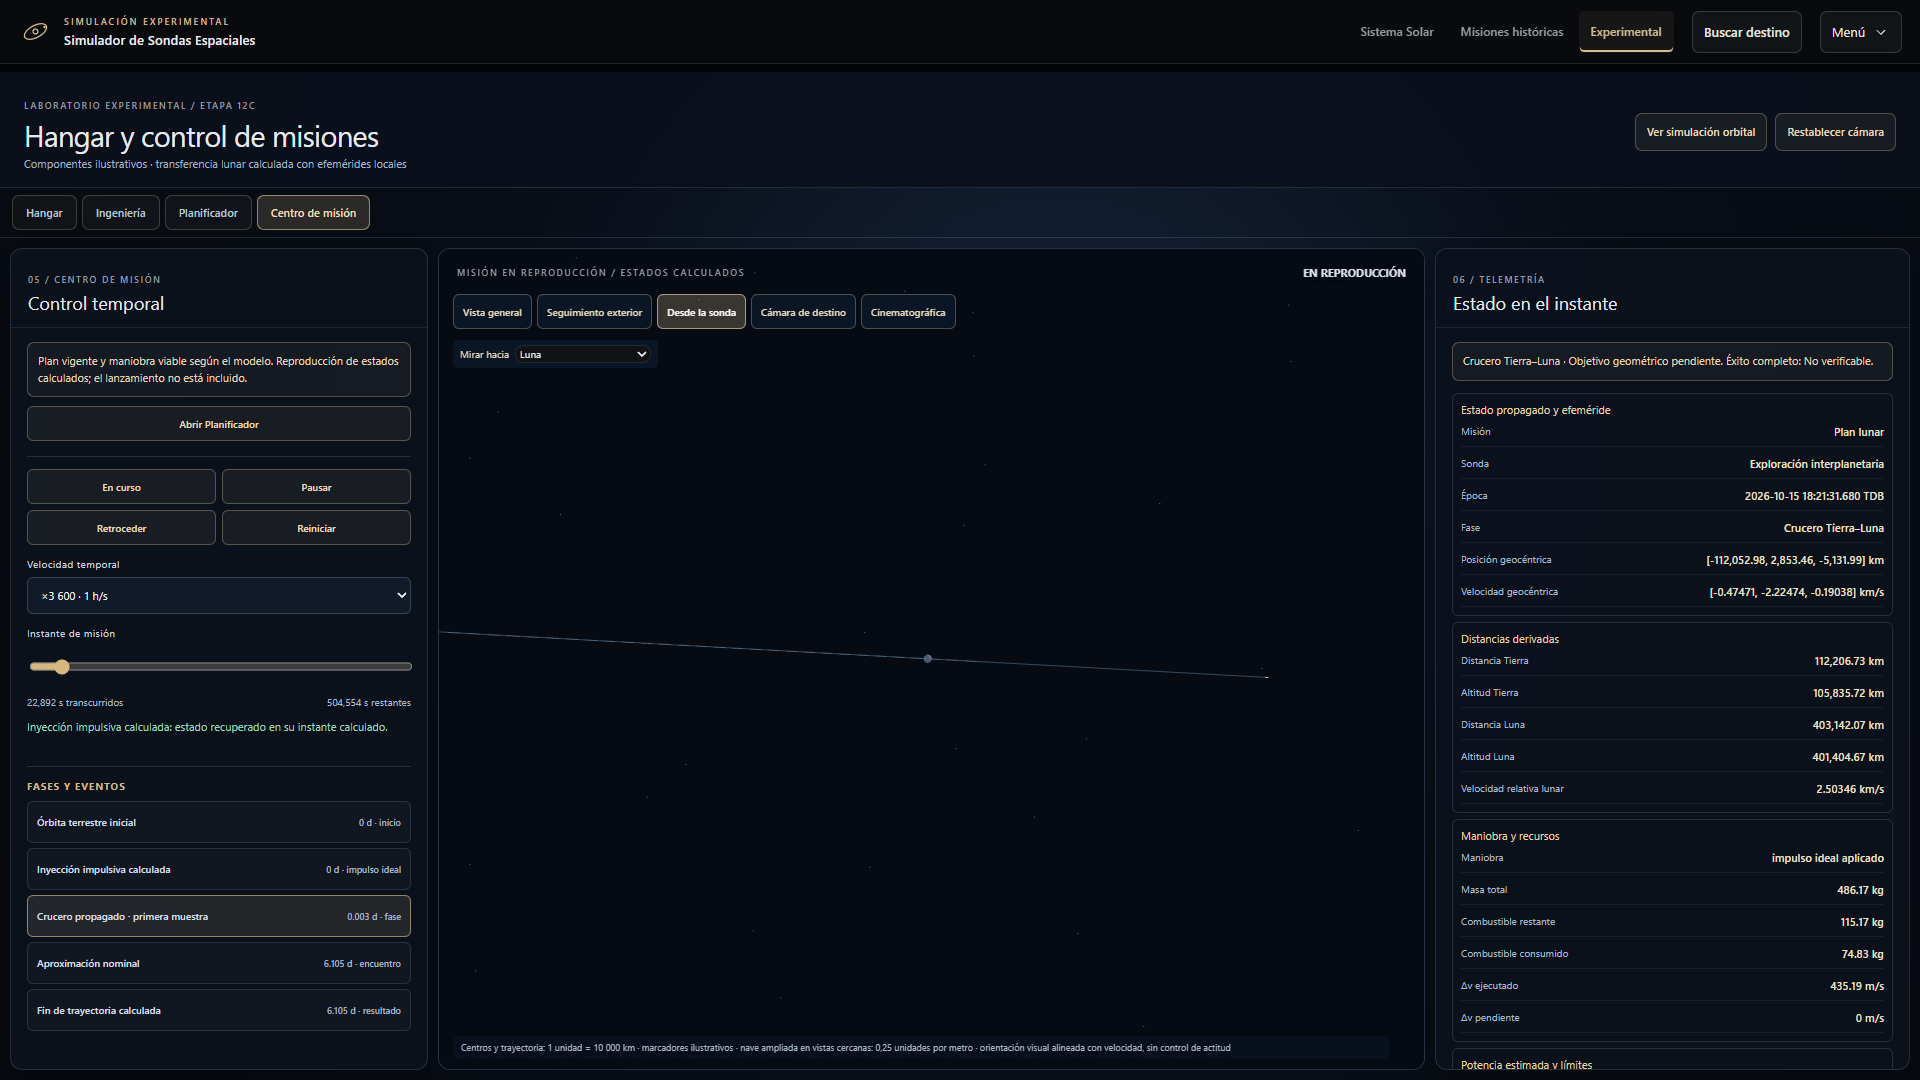 SIMULACIÓN EXPERIMENTAL
Simulador de Sondas Espaciales
Sistema Solar
Misiones históricas
Experimental
Buscar destino
Menú
LABORATORIO EXPERIMENTAL / ETAPA 12C
Hangar y control de misiones
Componentes ilustrativos · transferencia lunar calculada con efemérides locales
Ver simulación orbital
Restablecer cámara
Hangar
Ingeniería
Planificador
Centro de misión
05 / CENTRO DE MISIÓN
Control temporal
Plan vigente y maniobra viable según el modelo. Reproducción de estados
calculados; el lanzamiento no está incluido.
Abrir Planificador
En curso
Pausar
Retroceder
Reiniciar
Velocidad temporal
×3 600 · 1 h/s
Instante de misión
22,892 s transcurridos
504,554 s restantes
Inyección impulsiva calculada: estado recuperado en su instante calculado.
FASES Y EVENTOS
Órbita terrestre inicial
0 d · inicio
Inyección impulsiva calculada
0 d · impulso ideal
Crucero propagado · primera muestra
0.003 d · fase
Aproximación nominal
6.105 d · encuentro
Fin de trayectoria calculada
6.105 d · resultado
MISIÓN EN REPRODUCCIÓN / ESTADOS CALCULADOS
EN REPRODUCCIÓN
Vista general
Seguimiento exterior
Desde la sonda
Cámara de destino
Cinematográfica
Mirar hacia
Luna
Centros y trayectoria: 1 unidad = 10 000 km · marcadores ilustrativos · nave ampliada en vistas cercanas: 0,25 unidades por metro · orientación visual alineada con velocidad, sin control de actitud
06 / TELEMETRÍA
Estado en el instante
Crucero Tierra–Luna · Objetivo geométrico pendiente. Éxito completo: No verificable.
Estado propagado y efeméride
Misión
Plan lunar
Sonda
Exploración interplanetaria
Época
2026-10-15 18:21:31.680 TDB
Fase
Crucero Tierra–Luna
Posición geocéntrica
[-112,052.98, 2,853.46, -5,131.99] km
Velocidad geocéntrica
[-0.47471, -2.22474, -0.19038] km/s
Distancias derivadas
Distancia Tierra
112,206.73 km
Altitud Tierra
105,835.72 km
Distancia Luna
403,142.07 km
Altitud Luna
401,404.67 km
Velocidad relativa lunar
2.50346 km/s
Maniobra y recursos
Maniobra
impulso ideal aplicado
Masa total
486.17 kg
Combustible restante
115.17 kg
Combustible consumido
74.83 kg
Δv ejecutado
435.19 m/s
Δv pendiente
0 m/s
Potencia estimada y límites